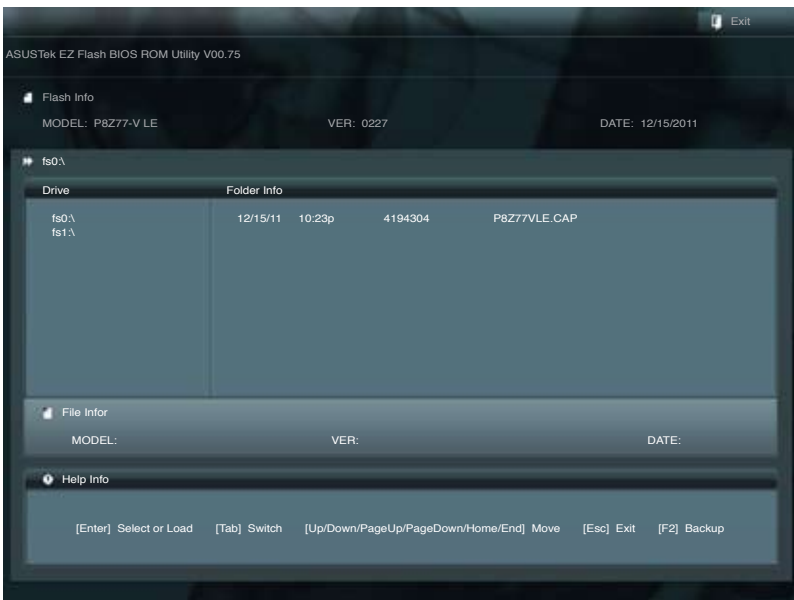 Exit
ASUSTek EZ Flash BIOS ROM Utility V00.75
Flash Info
MODEL: P8Z77-V LE VER: 0227 DATE: 12/15/2011
fs0:\
Drive Folder Info
fs0:\ 12/15/11 10:23p 4194304 P8Z77VLE.CAP
fs1:\
File Infor
MODEL: VER: DATE:
Help Info
[Enter] Select or Load [Tab] Switch [Up/Down/PageUp/PageDown/Home/End] Move [Esc] Exit [F2] Backup